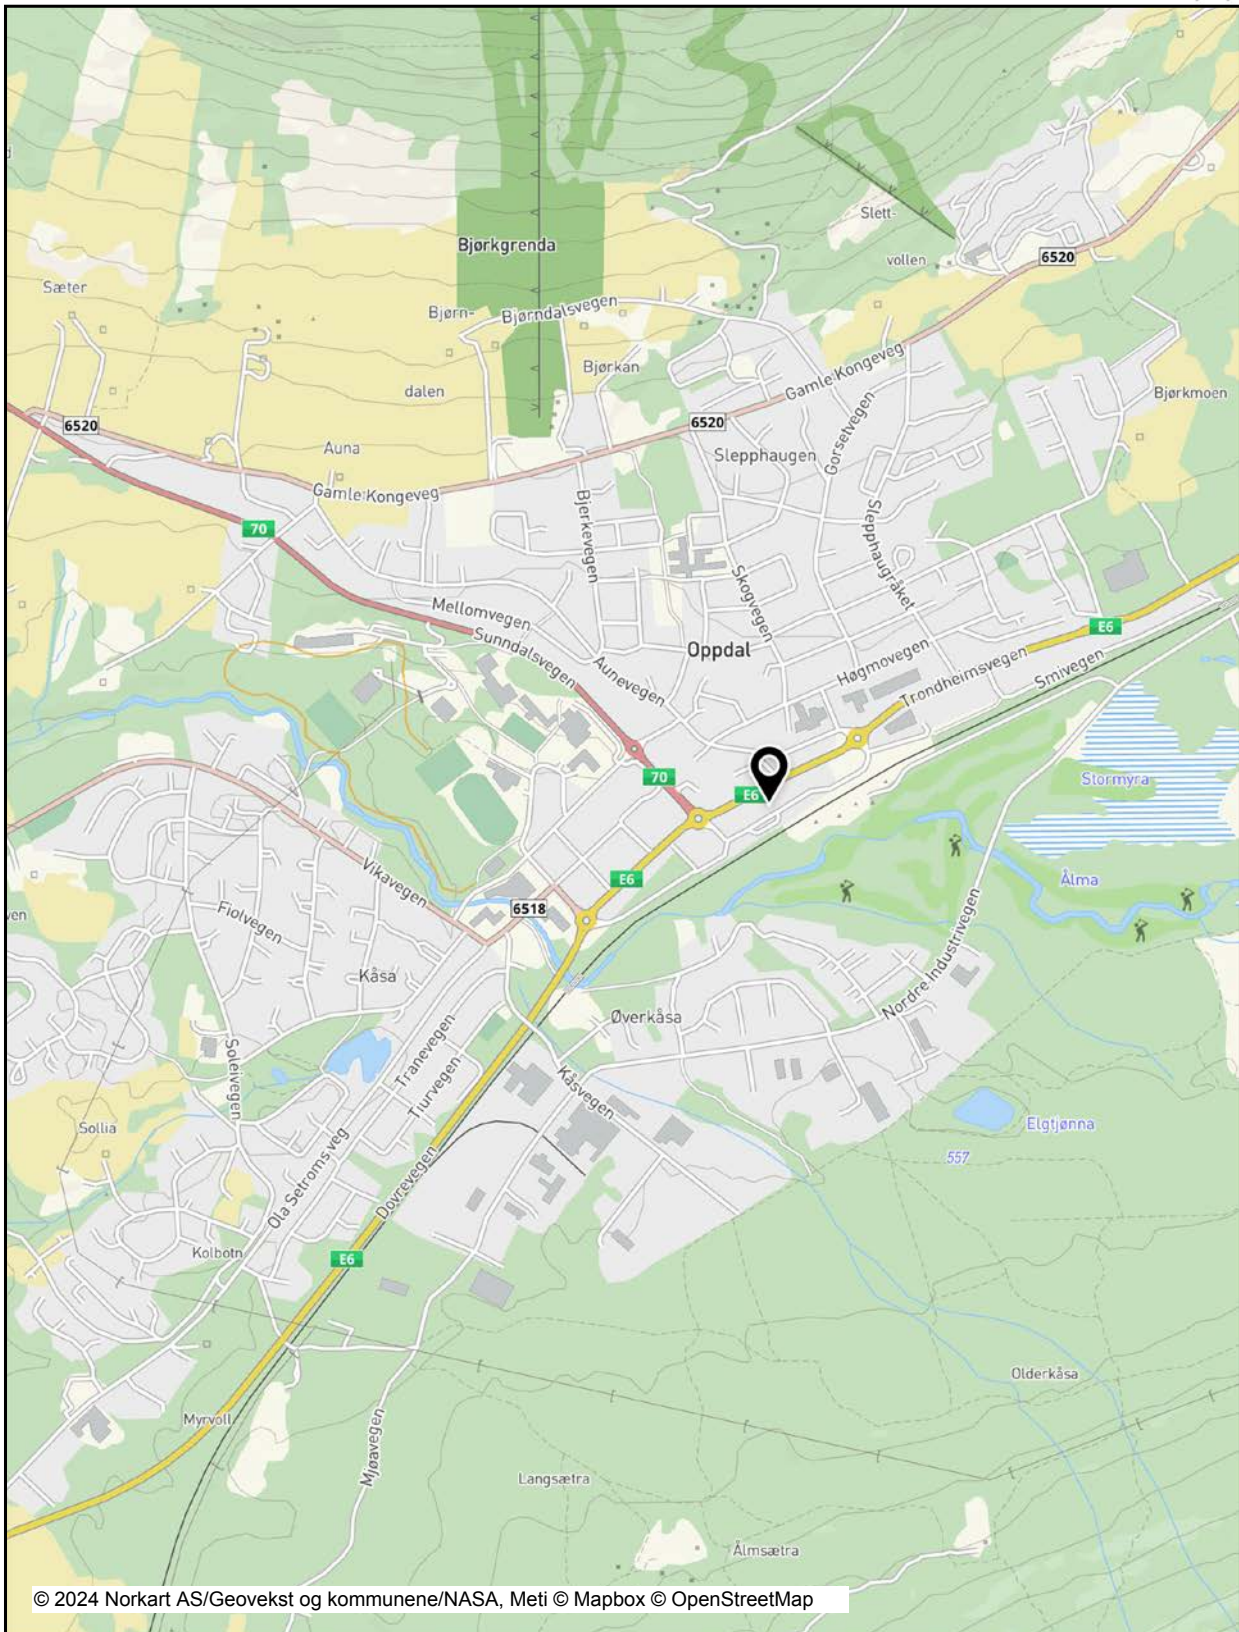 Slett-
vollen
Bjørkgrenda
6520
Sæter
Bjørn-
Bjørndalsvegen
dalen
Bjørkan
Gamle Kongeveg
Bjørkmoen
6520
6520
Auna
Slepphaugen
Gorsetvegen
Gamle Kongeveg
Bjerkevegen
Slepphaugråket
70
Skogvegen
Mellomvegen
Sunndalsvegen
E6
Oppdal
Aunevegen
Høgmovegen
Trondheimsvegen
Smivegen
70
E6
Stormyra
Vikavegen
E6
Ålma
ven
Fiolvegen
6518
Kåsa
Nordre Industrivegen
Øverkåsa
Soleivegen
Tranevegen
Tiurvegen
Kåsvegen
Sollia
Elgtjønna
557
Ola Setroms veg
Dovrevegen
Kolbotn
E6
Olderkåsa
Myrvoll
Mjøavegen
Langsætra
Ålmsætra
© 2024 Norkart AS/Geovekst og kommunene/NASA, Meti © Mapbox © OpenStreetMap